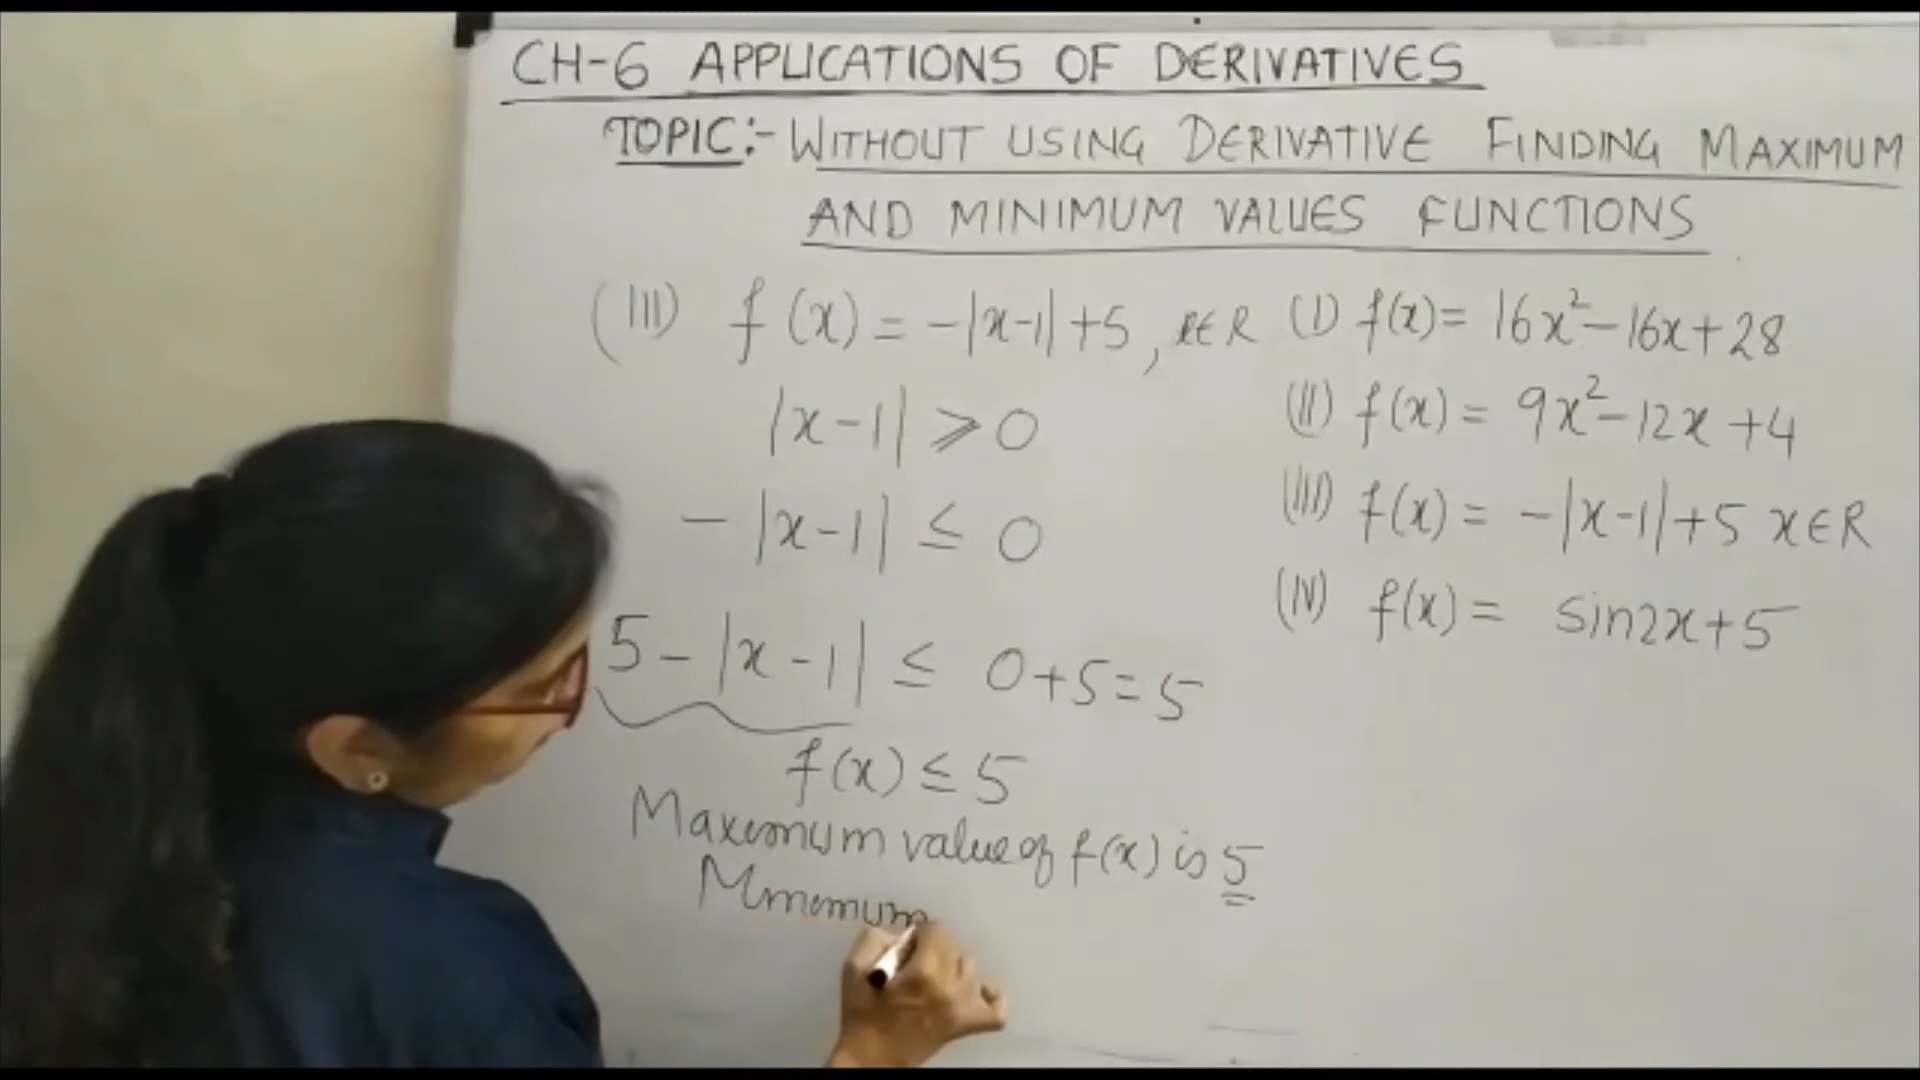 CH-6 APPLICATIONS OF DERIVATIVES
TOPIC:- WITHOUT USING DERIVATIVE FINDING MAXIMUM
AND MINIMUM VALUES FUNCTIONS
(III) f(x) = -|x-1|+5, x∈R
|x-1| ⩾ 0
-|x-1| ≤ 0
5-|x-1| ≤ 0+5=5
f(x) ≤ 5
Maximum value of f(x) is 5
Minimum
(I) f(x)= 16x²-16x+28
(II) f(x) = 9x²-12x+4
(III) f(x) = -|x-1|+5 x∈R
(IV) f(x) = sin2x+5